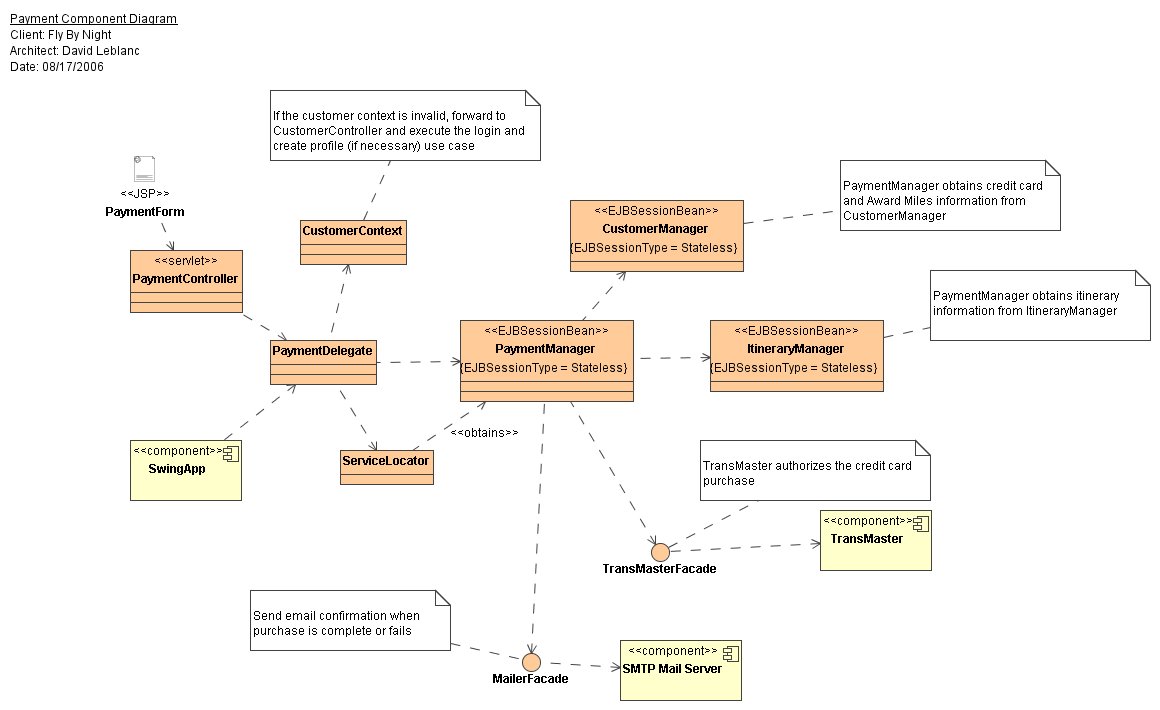 Payment Component Diagram
Client: Fly By Night
Architect: David Leblanc
Date: 08/17/2006
If the customer context is invalid, forward to
CustomerController and execute the login and
create profile (if necessary) use case
<<JSP>>
PaymentForm
<<servlet>>
PaymentController
CustomerContext
<<EJBSessionBean>>
CustomerManager
{EJBSessionType = Stateless}
PaymentManager obtains credit card
and Award Miles information from
CustomerManager
PaymentManager obtains itinerary
information from ItineraryManager
PaymentDelegate
<<EJBSessionBean>>
PaymentManager
{EJBSessionType = Stateless}
<<EJBSessionBean>>
ItineraryManager
{EJBSessionType = Stateless}
<<obtains>>
<<component>>
SwingApp
ServiceLocator
TransMaster authorizes the credit card
purchase
<<component>>
TransMaster
TransMasterFacade
Send email confirmation when
purchase is complete or fails
MailerFacade
<<component>>
SMTP Mail Server